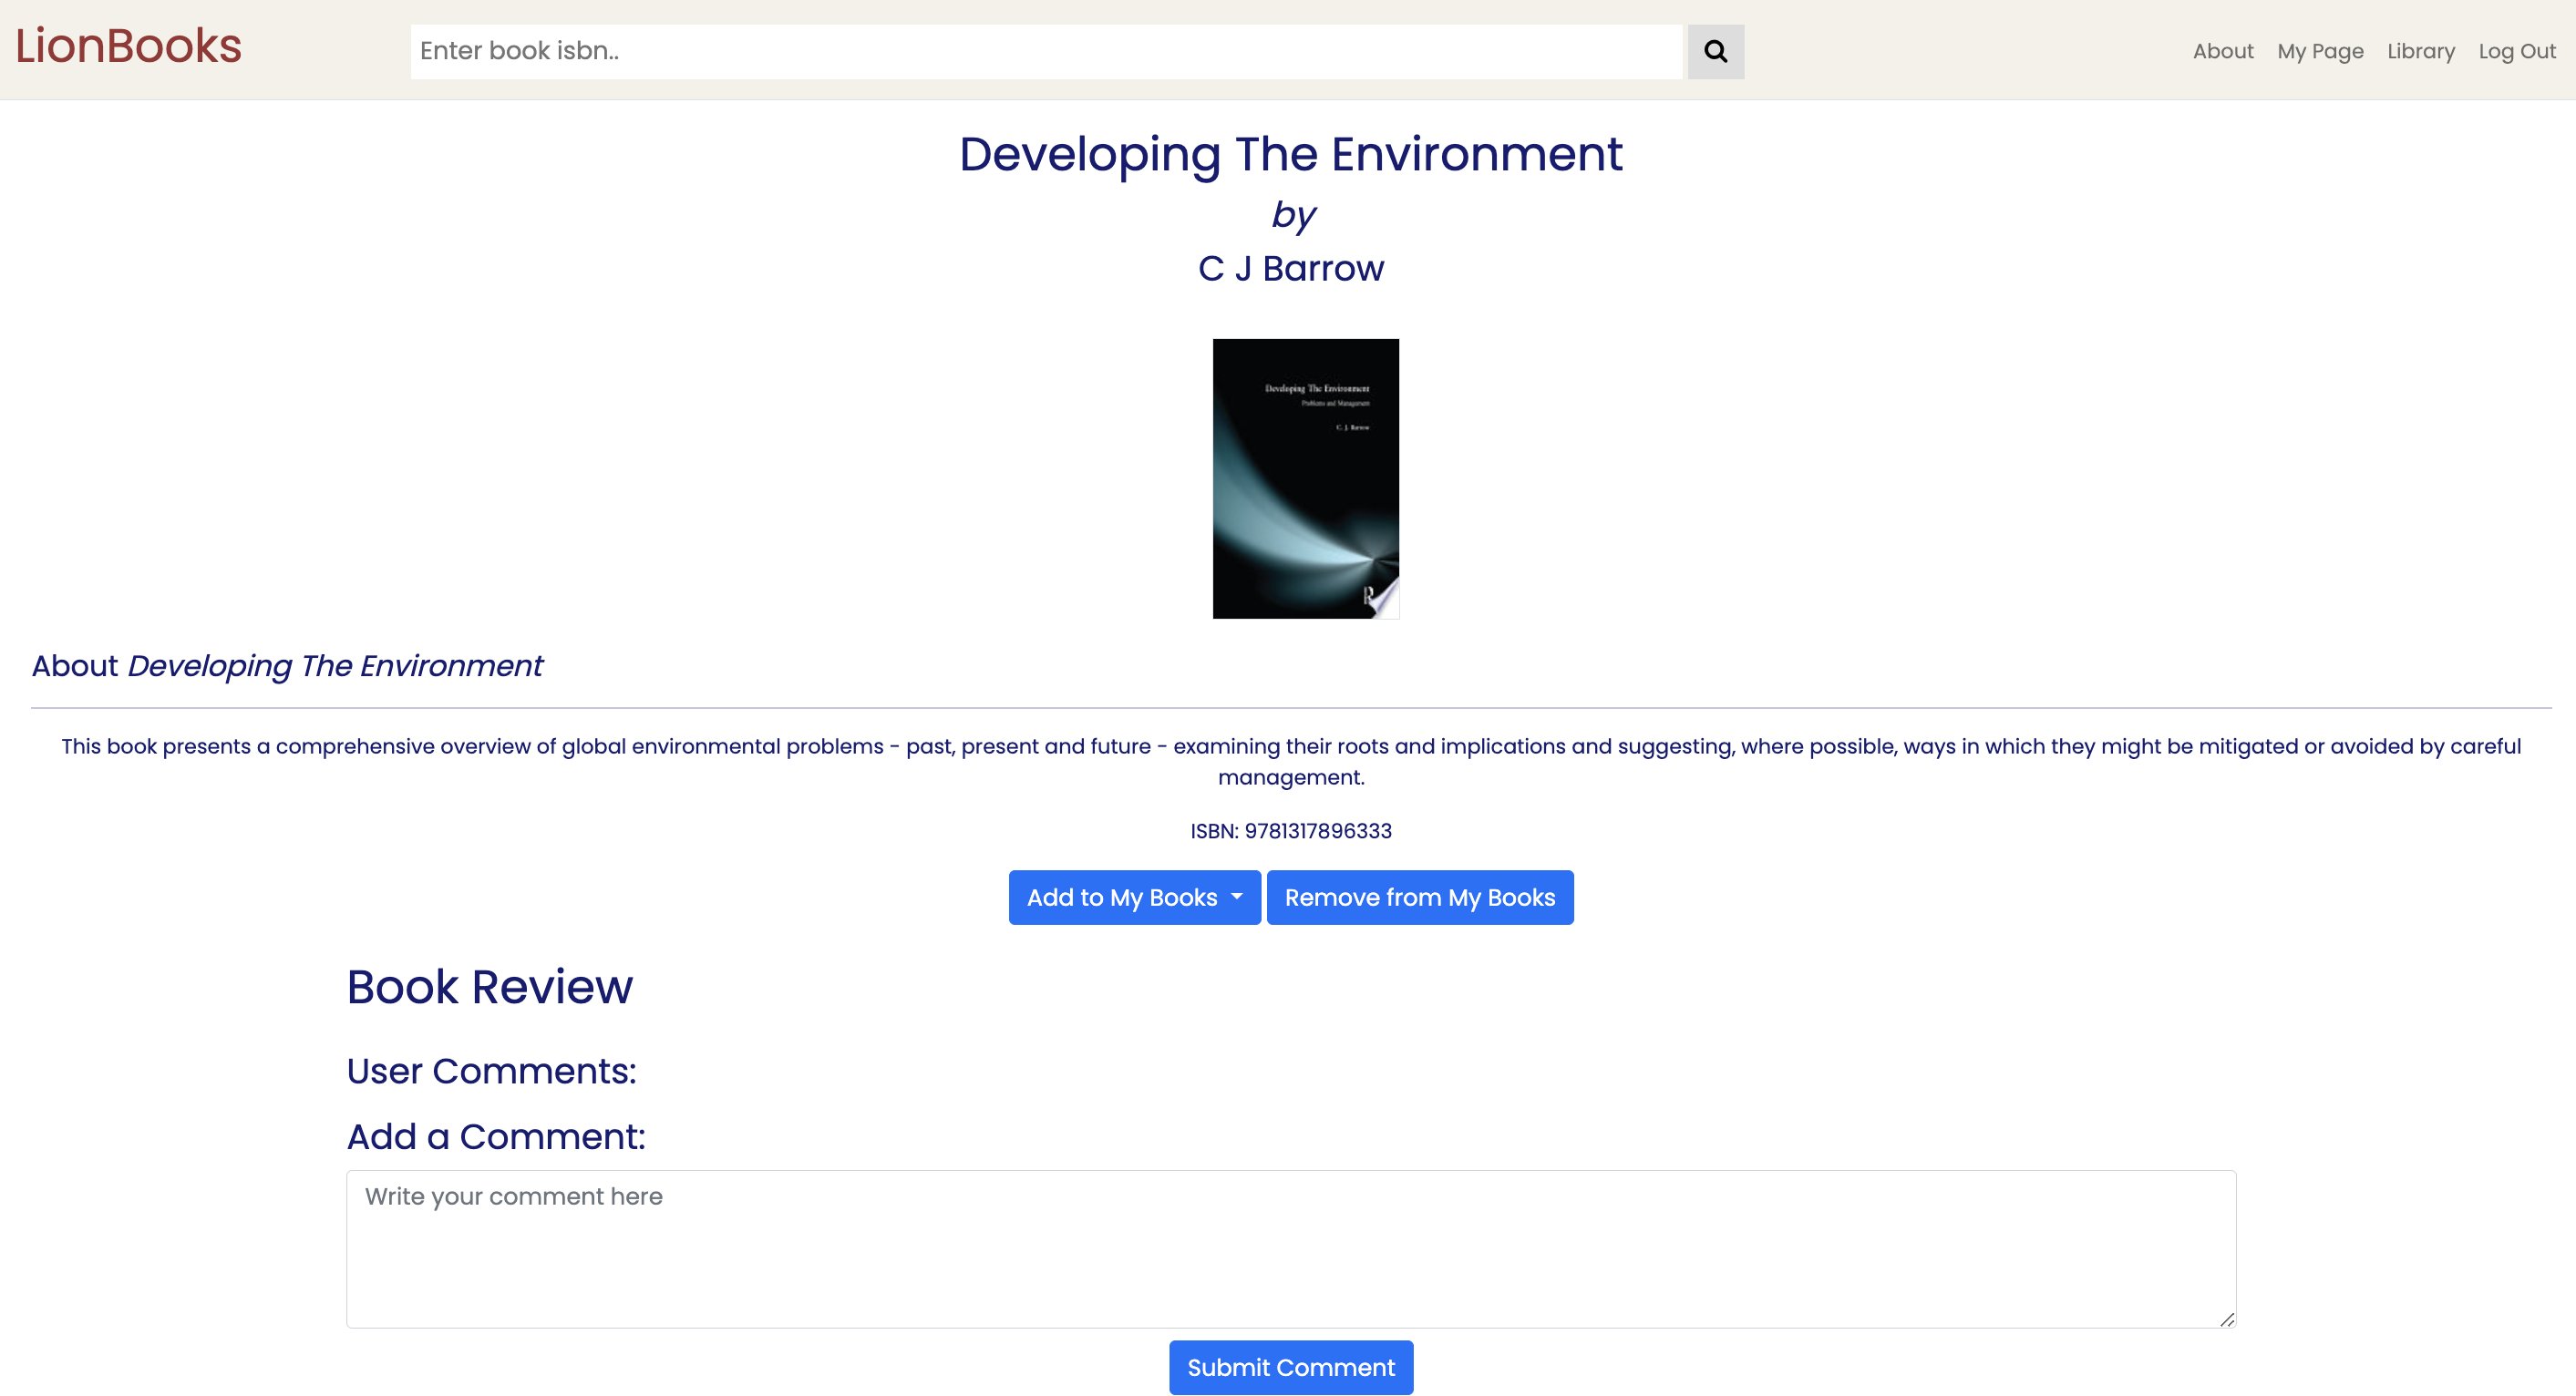 LionBooks
Enter book isbn..
About My Page Library Log Out
Developing The Environment
by
C J Barrow
Developing The Environment
Problems and Management
C. J. Barrow
R
About Developing The Environment
This book presents a comprehensive overview of global environmental problems - past, present and future - examining their roots and implications and suggesting, where possible, ways in which they might be mitigated or avoided by careful
management.
ISBN: 9781317896333
Add to My Books Remove from My Books
Book Review
User Comments:
Add a Comment:
Write your comment here
Submit Comment